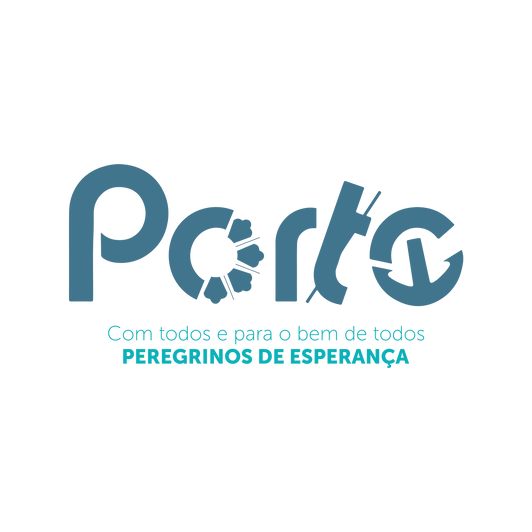 Porto
Com todos e para o bem de todos
PEREGRINOS DE ESPERANÇA